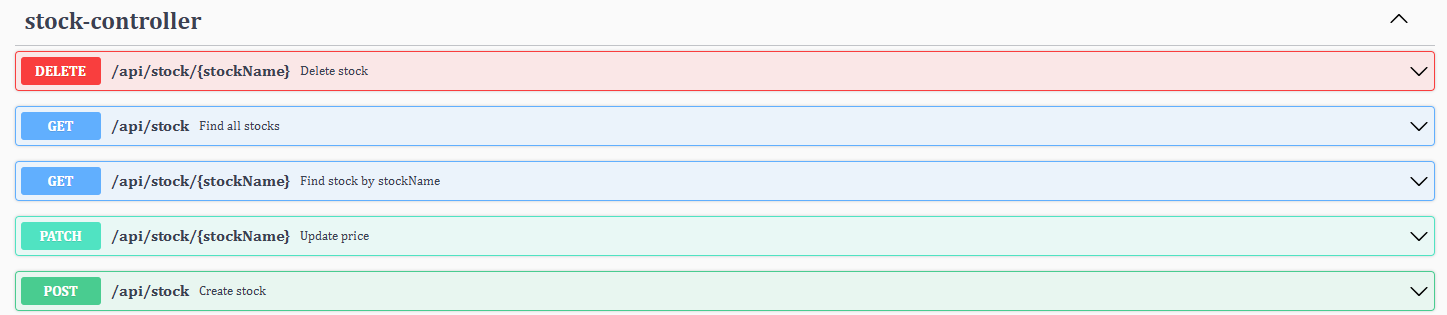 stock-controller
DELETE /api/stock/{stockName} Delete stock
GET /api/stock Find all stocks
GET /api/stock/{stockName} Find stock by stockName
PATCH /api/stock/{stockName} Update price
POST /api/stock Create stock